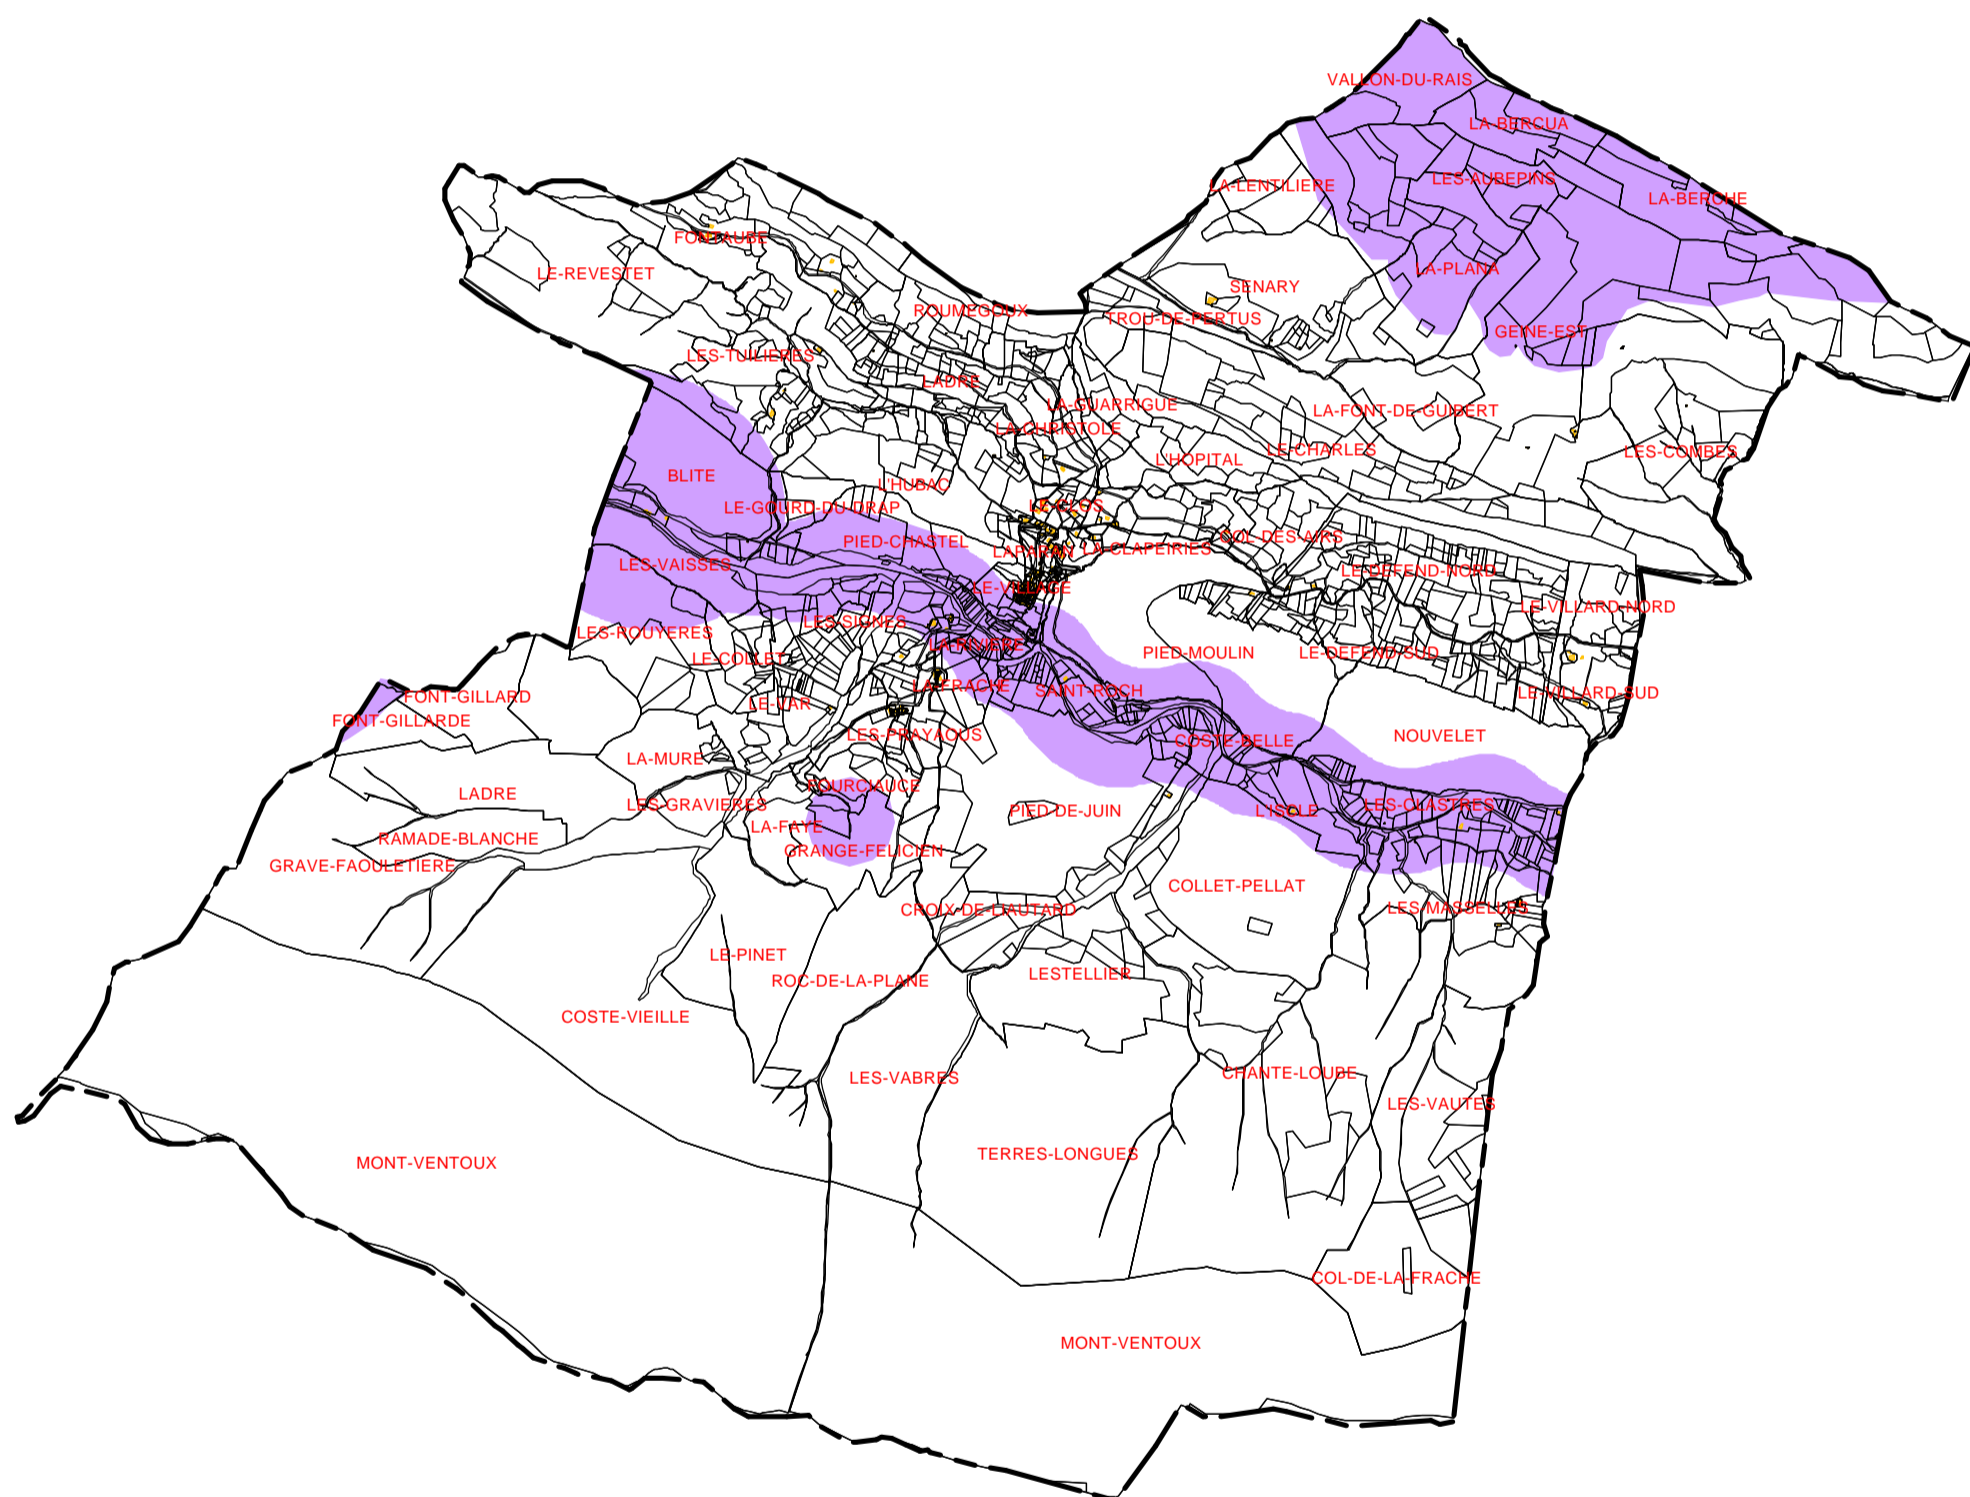 VALLON-DU-RAIS
LA-BERCUA
LES-AUBEPINS
LA-LENTILIERE
LA-BERCHE
FONTAUBE
LE-REVESTET
LA-PLANA
SENARY
ROUMEGOUX
TROU-DE-PERTUS
GEINE-EST
LES-TUILIERES
LADRE
LA-GUARRIGUE
LA-FONT-DE-GUIBERT
LA-CHRISTOLE
LE-CHARLES
LES-COMBES
L'HOPITAL
BLITE
L'HUBAC
LE-GOURD-DU-DRAP
LE-CLOS
COL-DES-AIRS
PIED-CHASTEL
LAPARAN
LA-CLAPEIRIES
LES-VAISSES
LE-DEFEND-NORD
LE-VILLAGE
LE-VILLARD-NORD
LES-SIGNES
LES-ROUYERES
LA-RIVIERE
PIED-MOULIN
LE-DEFEND-SUD
LE-COLLET
LA-FRACHE
SAINT-ROCH
LE-VILLARD-SUD
FONT-GILLARD
LE-VAR
FONT-GILLARDE
LES-PRAYAOUS
COSTE-BELLE
NOUVELET
LA-MURE
FOURCIAUCE
LADRE
LES-GRAVIERES
PIED-DE-JUIN
L'ISOLE
LES-CLASTRES
LA-FAYE
RAMADE-BLANCHE
GRANGE-FELICIEN
GRAVE-FAOULETIERE
COLLET-PELLAT
CROIX-DE-LIAUTARD
LES-MASSELLES
LE-PINET
LESTELLIER
ROC-DE-LA-PLANE
COSTE-VIEILLE
CHANTE-LOUBE
LES-VABRES
LES-VAUTES
TERRES-LONGUES
MONT-VENTOUX
COL-DE-LA-FRACHE
MONT-VENTOUX